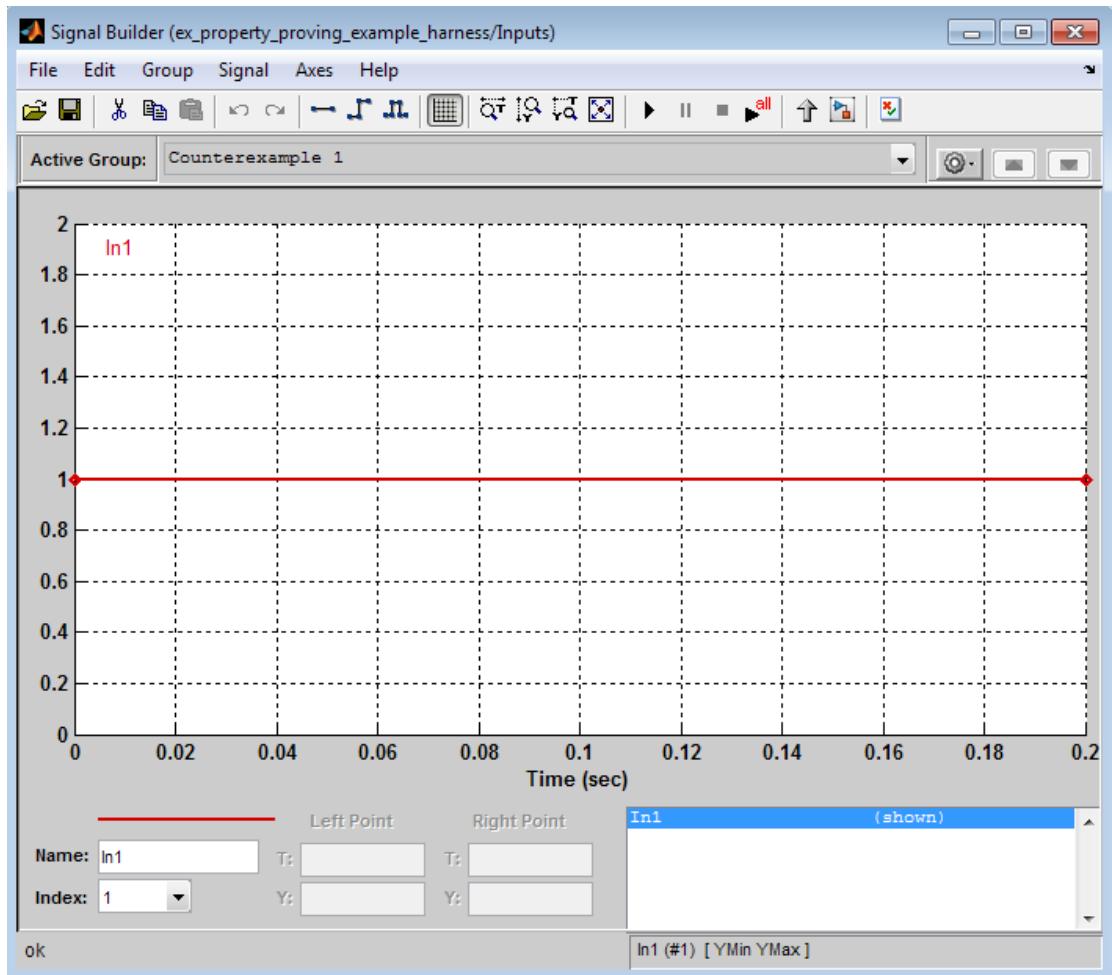 Signal Builder (ex_property_proving_example_harness/Inputs)
File Edit Group Signal Axes Help
all
Active Group: Counterexample 1
In1
2
1.8
1.6
1.4
1.2
1
0.8
0.6
0.4
0.2
0
0 0.02 0.04 0.06 0.08 0.1 0.12 0.14 0.16 0.18 0.2
Time (sec)
Left Point Right Point
Name: In1 T: T:
Index: 1 Y: Y:
In1 (shown)
ok
In1 (#1) [ YMin YMax ]